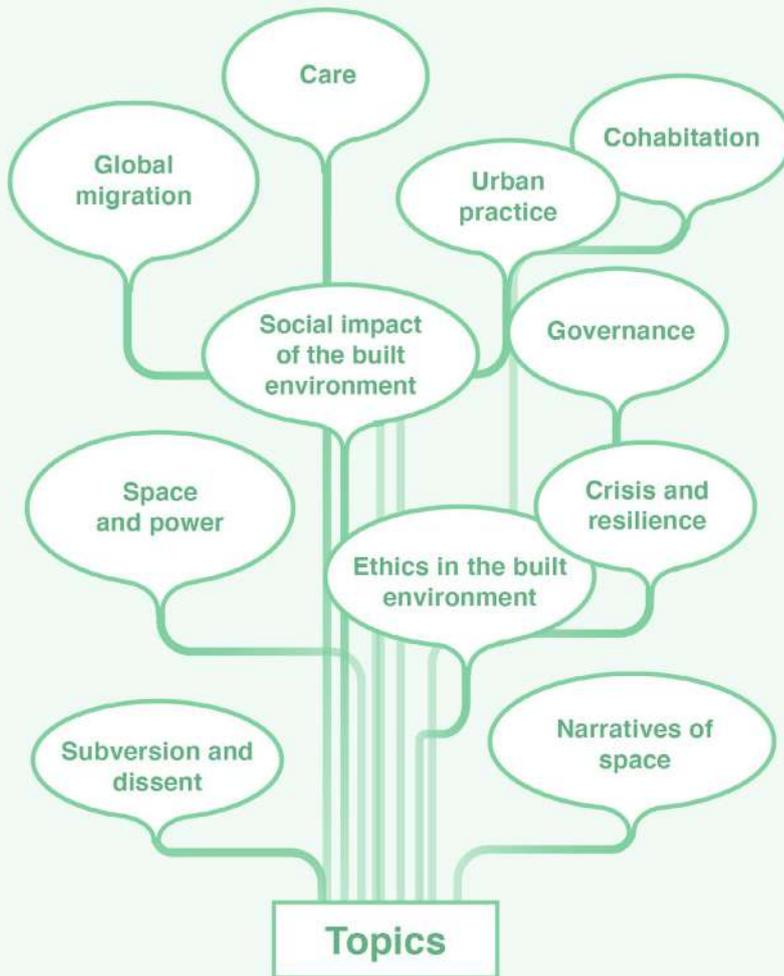 Care
Cohabitation
Global
migration
Urban
practice
Social impact
of the built
environment
Governance
Space
and power
Crisis and
resilience
Ethics in the built
environment
Subversion and
dissent
Narratives of
space
Topics